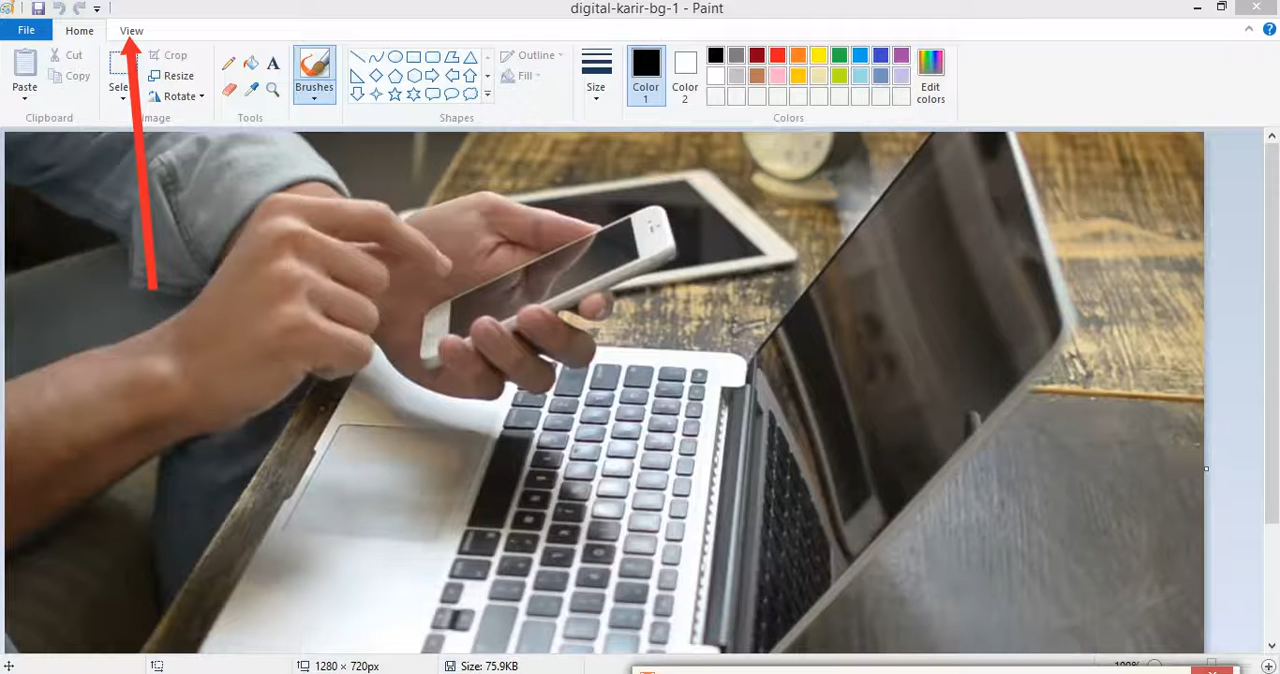 digital-karir-bg-1 - Paint
File Home View
Paste
Cut
Copy
Clipboard
Crop
Resize
Rotate
Tools
Brushes
Shapes
Outline
Fill
Size
Color
1
Color
2
Edit
colors
Colors
1280 × 720px
Size: 75.9KB